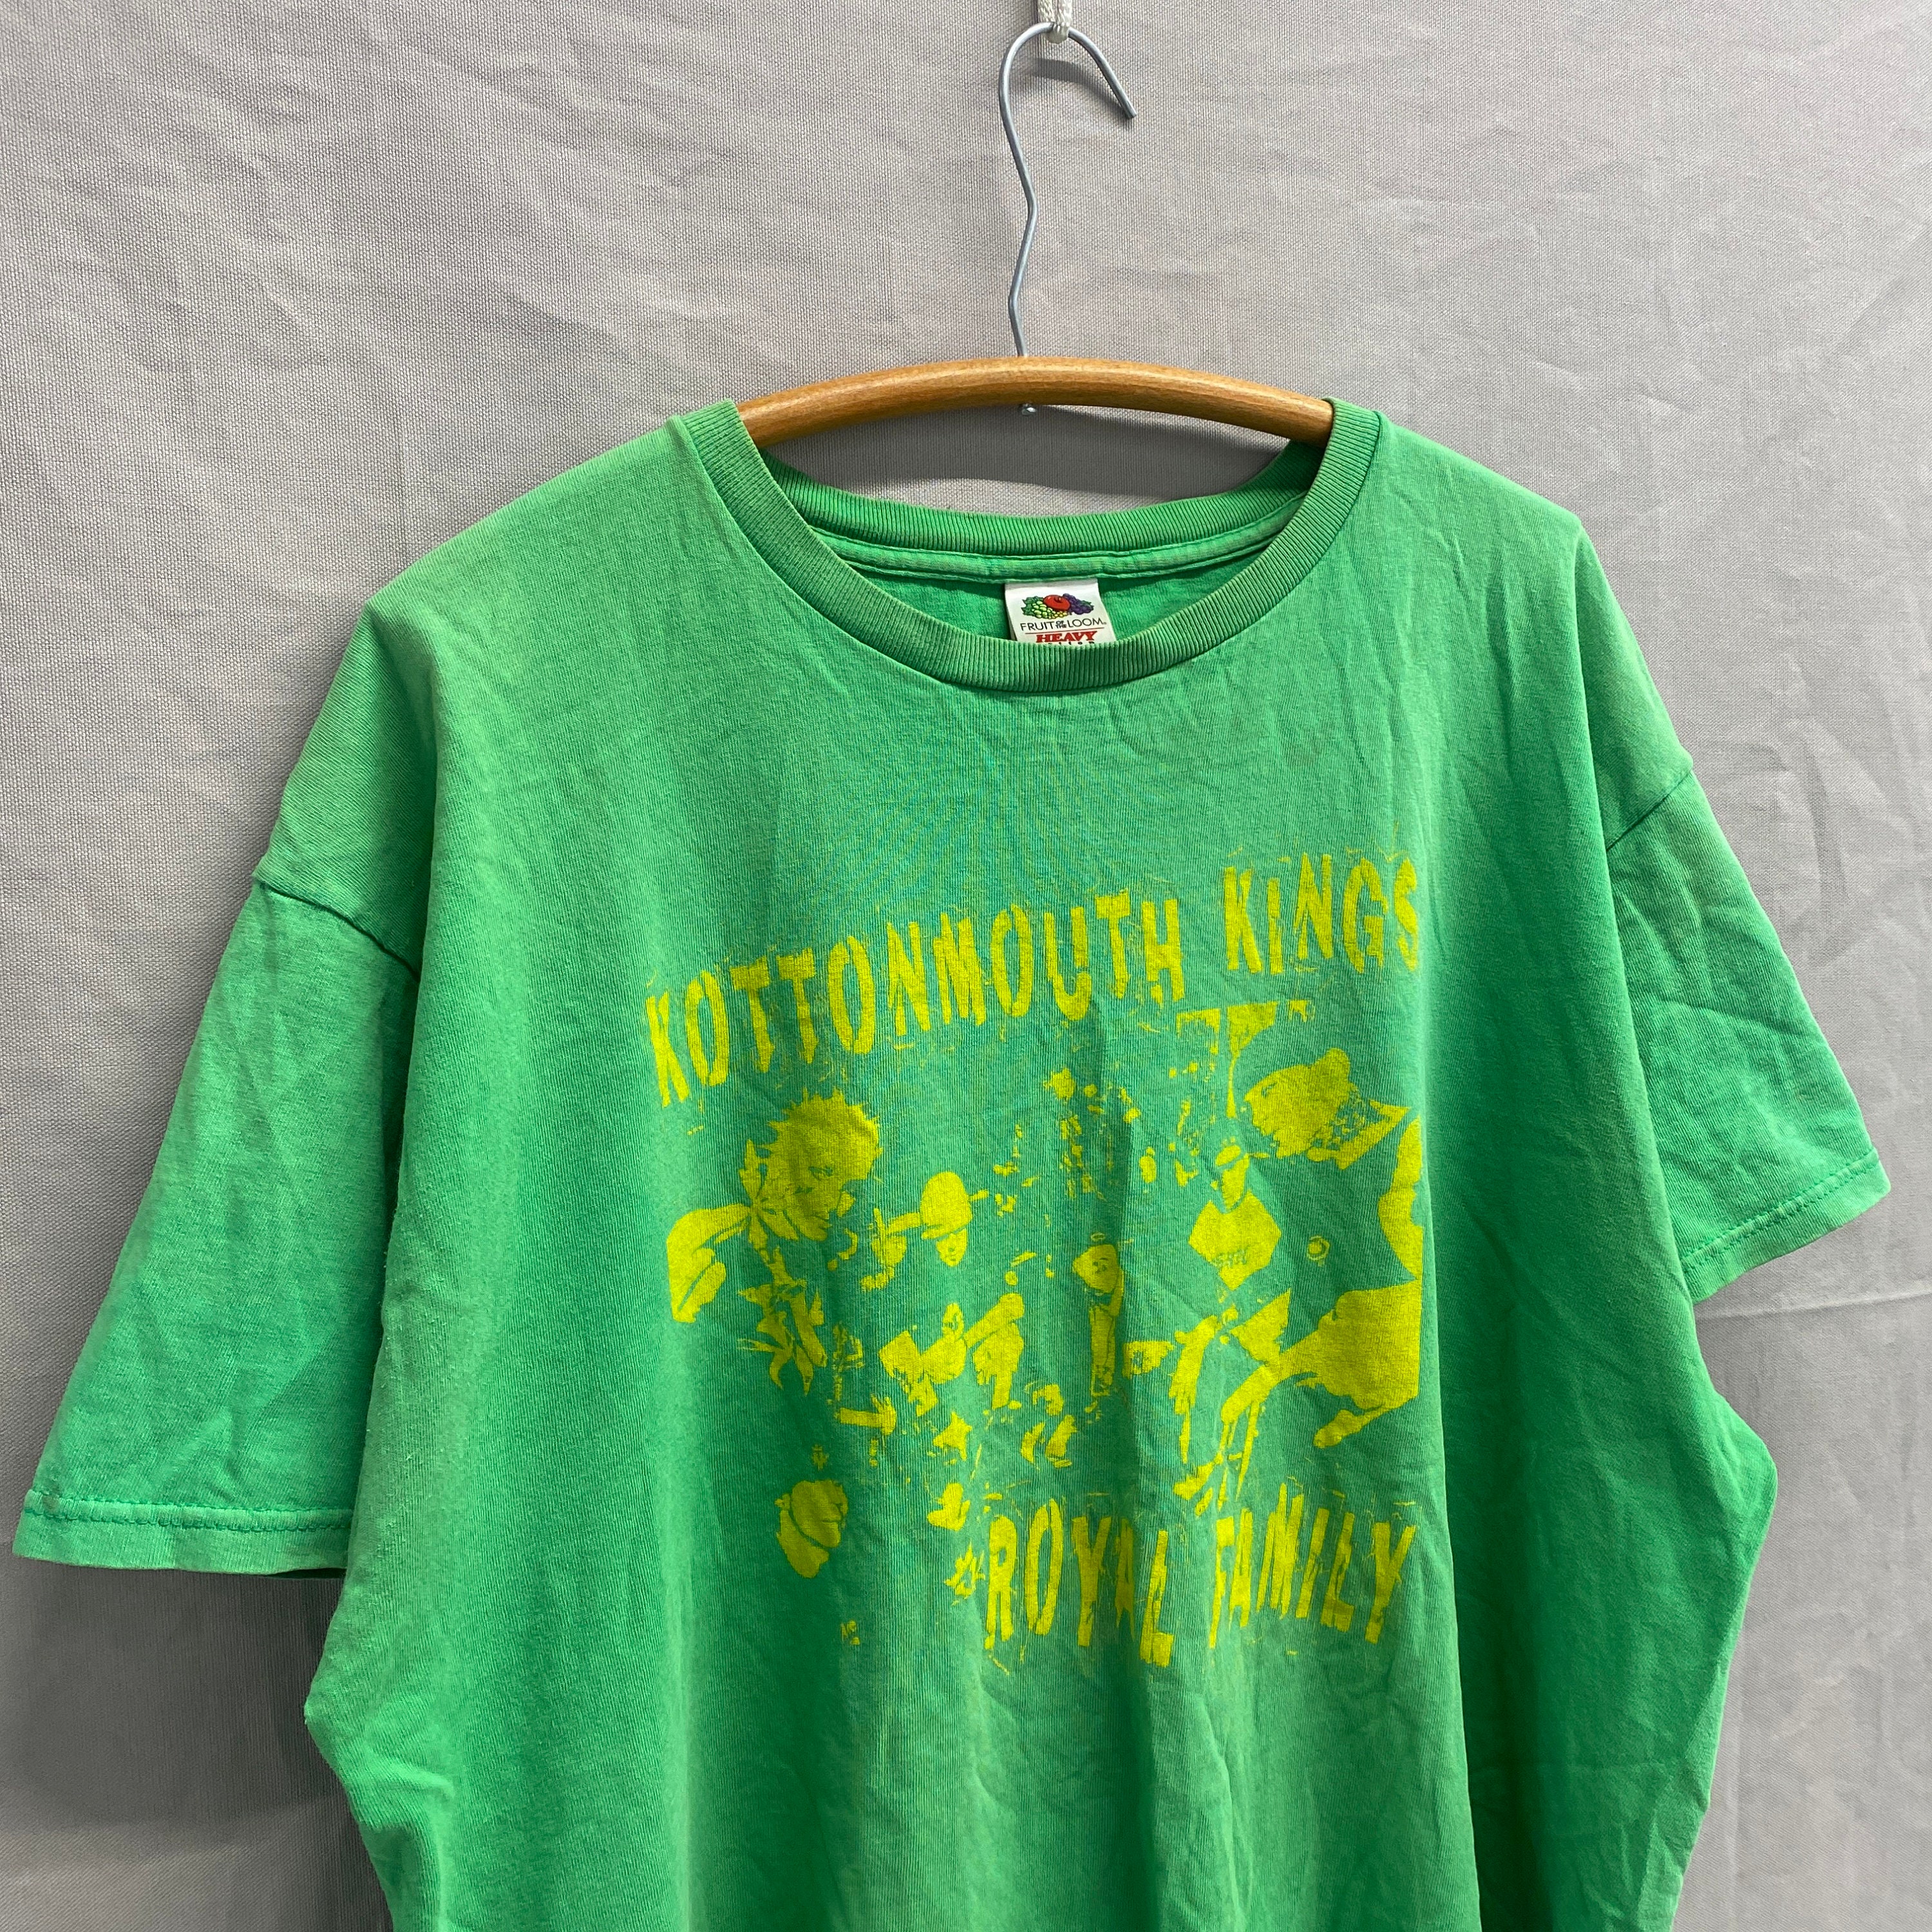 FRUIT OF THE LOOM
HEAVY
KOTTONMOUTH KINGS
ROYAL FAMILY